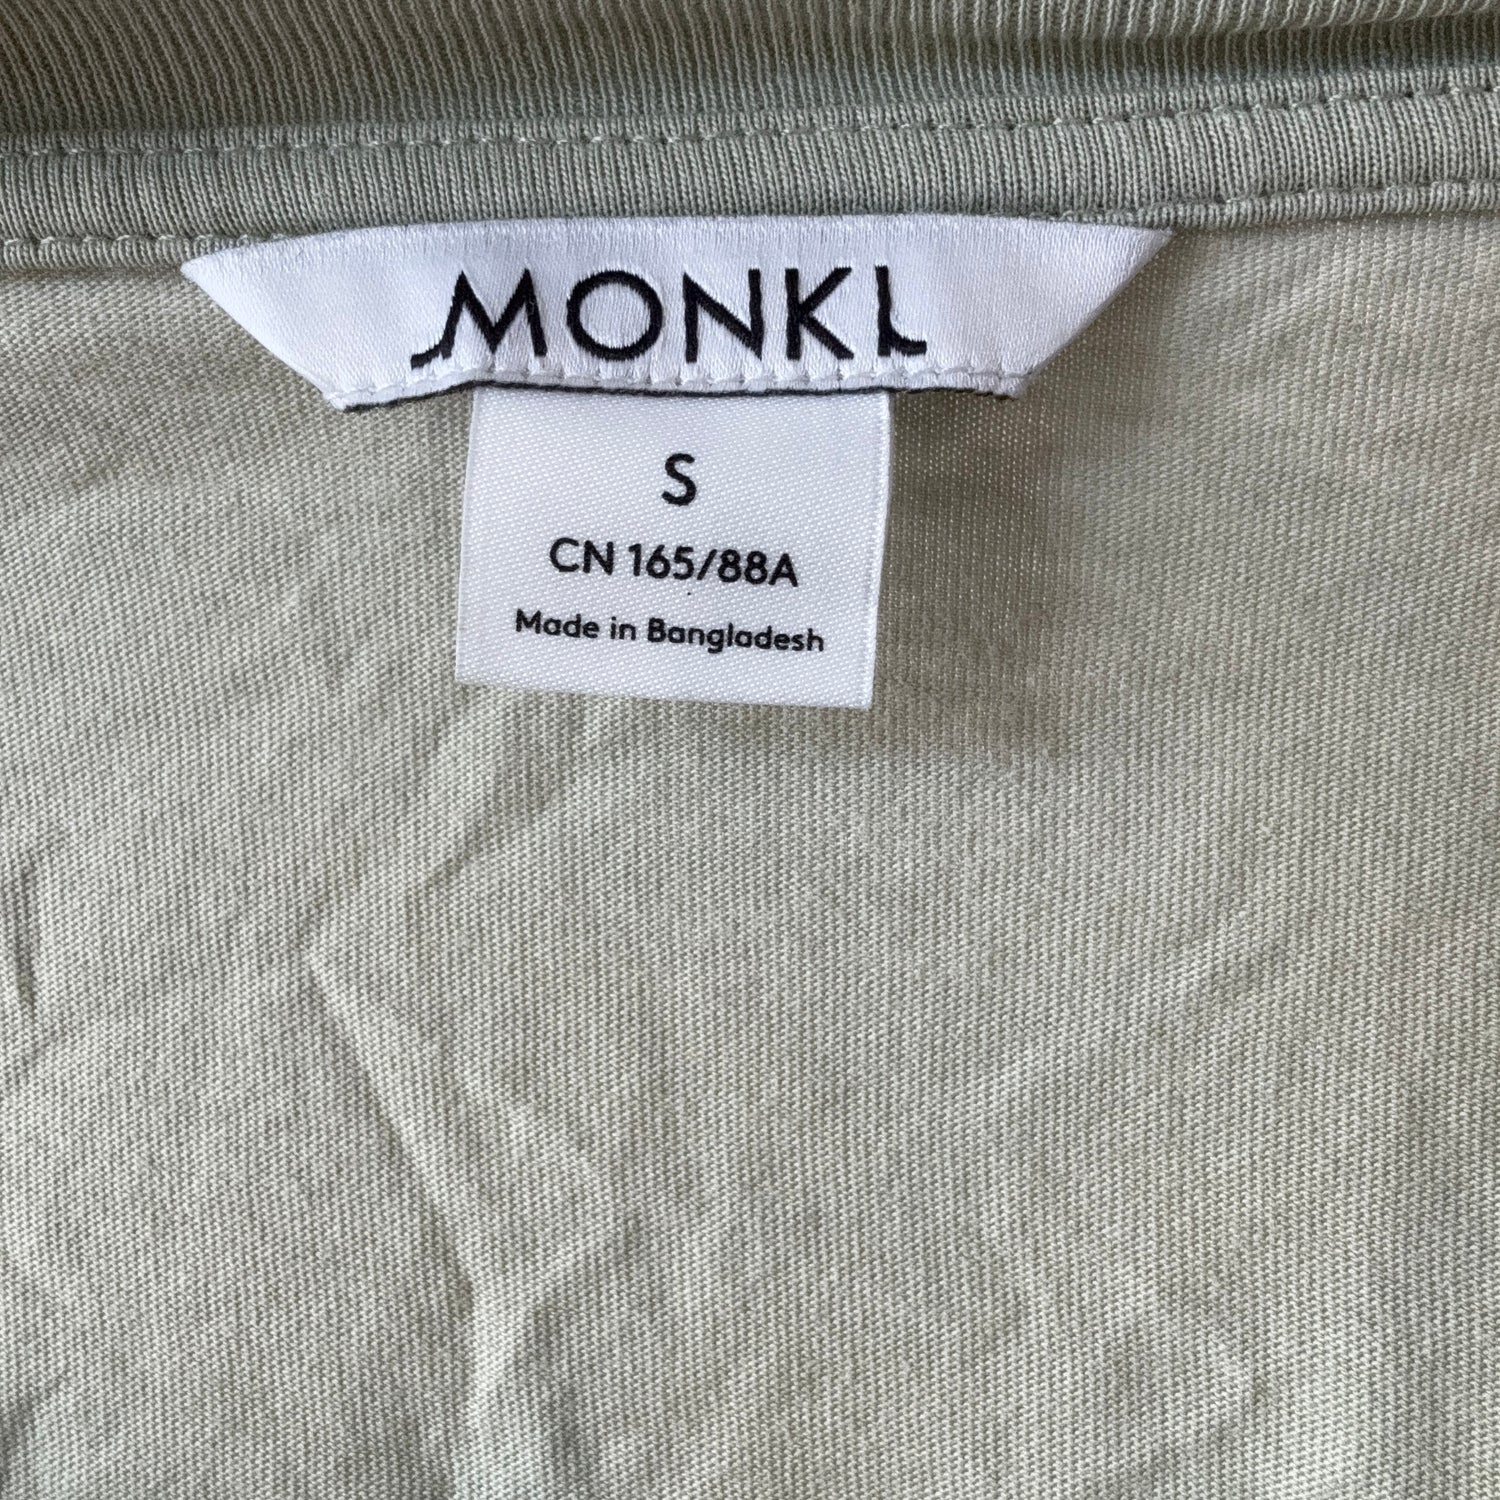 MONKI
S
CN 165/88A
Made in Bangladesh